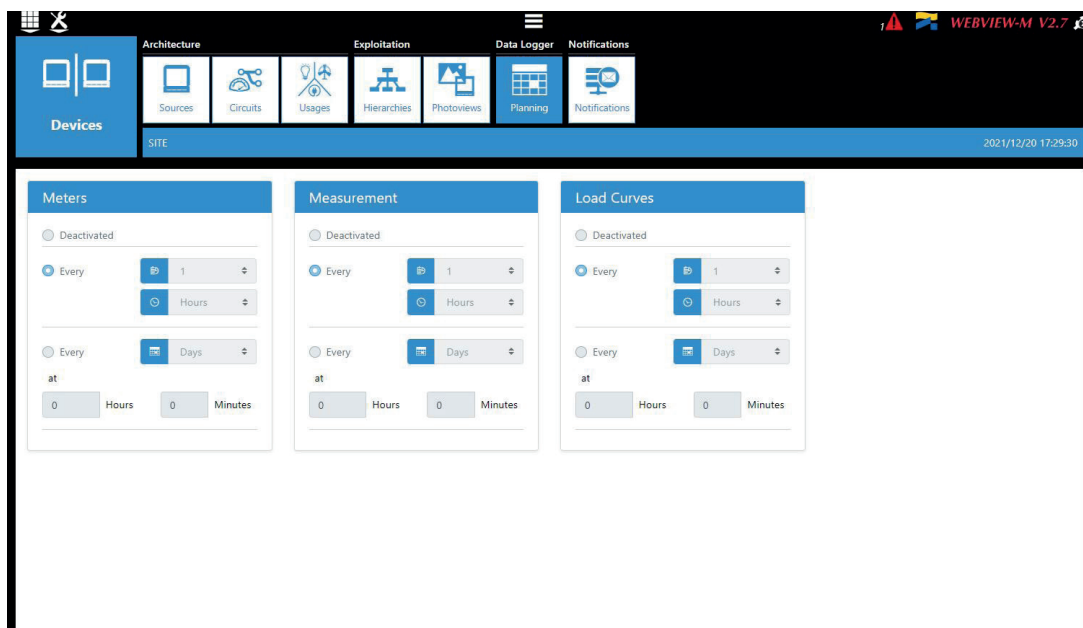 1 WEBVIEW-M V2.7
Architecture Exploitation Data Logger Notifications
Devices
Sources Circuits Usages Hierarchies Photoviews Planning Notifications
SITE 2021/12/20 17:29:30
Meters
Deactivated
Every 1
Hours
Every Days
at
0 Hours 0 Minutes
Measurement
Deactivated
Every 1
Hours
Every Days
at
0 Hours 0 Minutes
Load Curves
Deactivated
Every 1
Hours
Every Days
at
0 Hours 0 Minutes